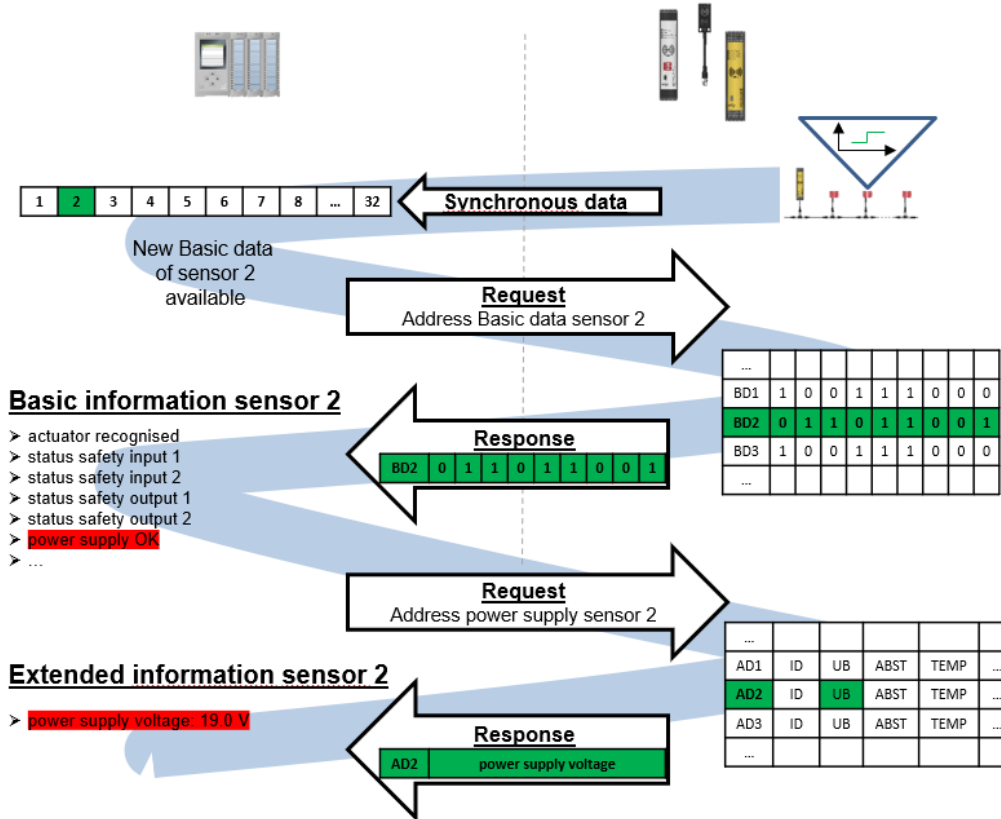 1 2 3 4 5 6 7 8 ... 32
Synchronous data
New Basic data
of sensor 2
available
Request
Address Basic data sensor 2
...
BD1 1 0 0 1 1 1 0 0 0
BD2 0 1 1 0 1 1 0 0 1
BD3 1 0 0 1 1 1 0 0 0
...
Basic information sensor 2
➢ actuator recognised
➢ status safety input 1
➢ status safety input 2
➢ status safety output 1
➢ status safety output 2
➢ power supply OK
➢ ...
Response
BD2 0 1 1 0 1 1 0 0 1
Request
Address power supply sensor 2
...
AD1 ID UB ABST TEMP ...
AD2 ID UB ABST TEMP ...
AD3 ID UB ABST TEMP ...
...
Extended information sensor 2
➢ power supply voltage: 19.0 V
Response
AD2 power supply voltage